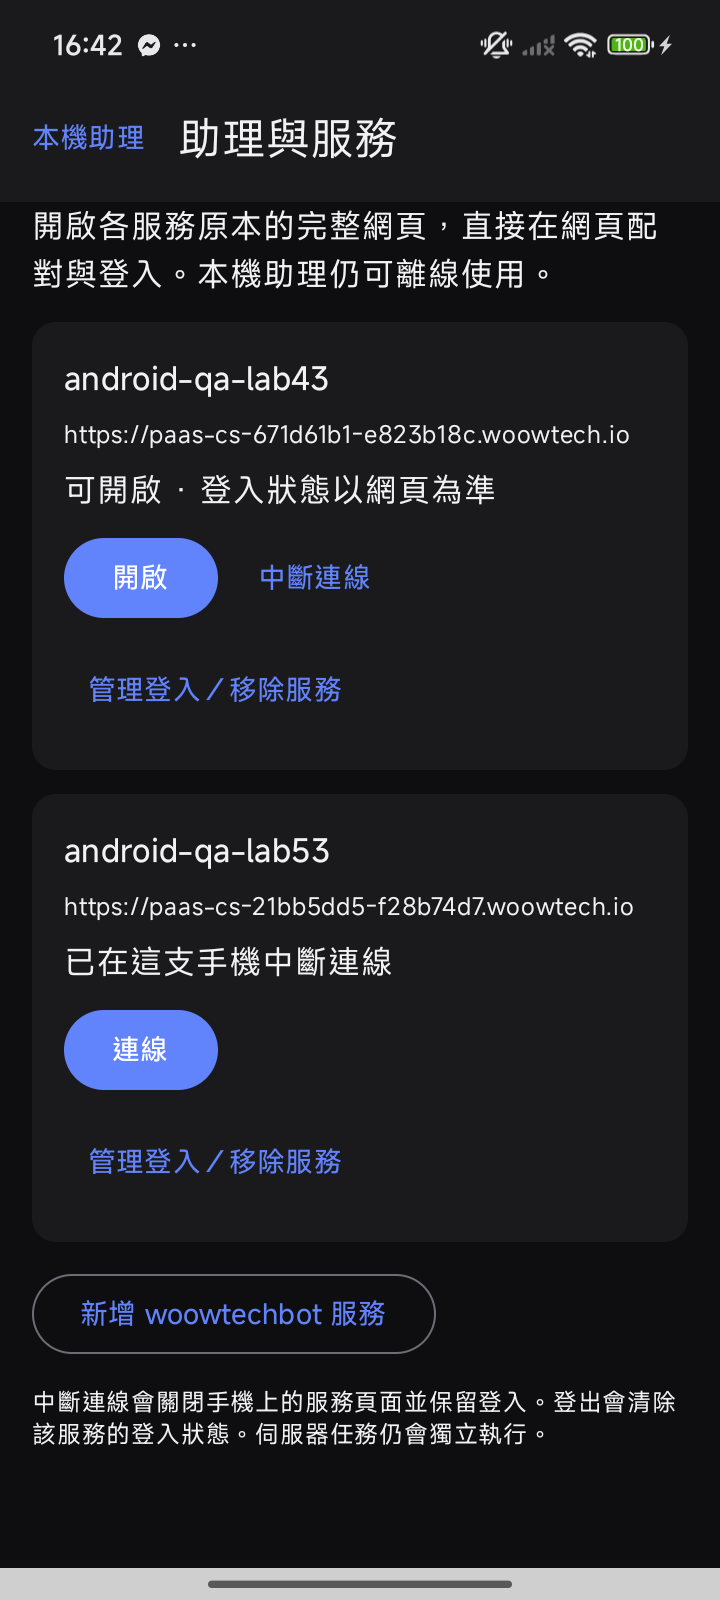 16:42
100
本機助理 助理與服務
開啟各服務原本的完整網頁，直接在網頁配
對與登入。本機助理仍可離線使用。
android-qa-lab43
https://paas-cs-671d61b1-e823b18c.woowtech.io
可開啟 · 登入狀態以網頁為準
開啟 中斷連線
管理登入／移除服務
android-qa-lab53
https://paas-cs-21bb5dd5-f28b74d7.woowtech.io
已在這支手機中斷連線
連線
管理登入／移除服務
新增 woowtechbot 服務
中斷連線會關閉手機上的服務頁面並保留登入。登出會清除
該服務的登入狀態。伺服器任務仍會獨立執行。